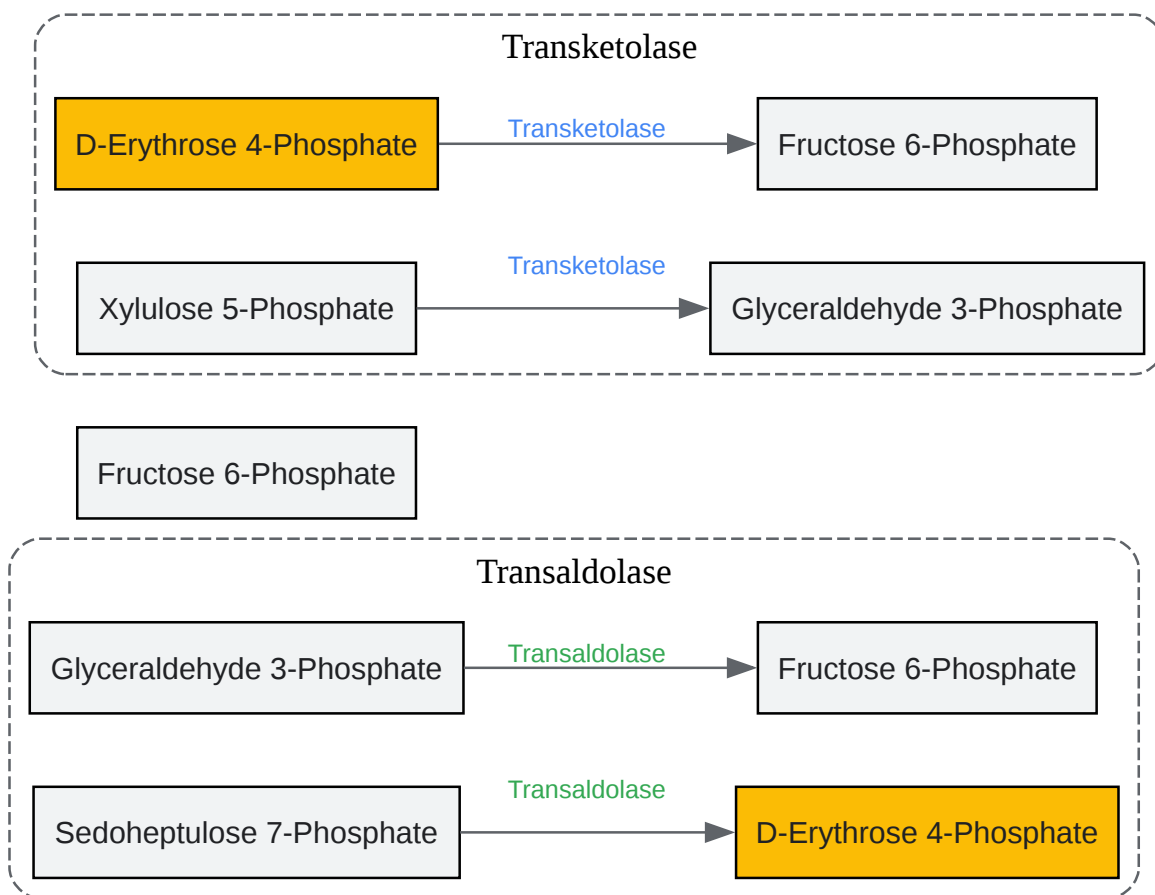 Transketolase
D-Erythrose 4-Phosphate
Transketolase
Fructose 6-Phosphate
Xylulose 5-Phosphate
Transketolase
Glyceraldehyde 3-Phosphate
Fructose 6-Phosphate
Transaldolase
Glyceraldehyde 3-Phosphate
Transaldolase
Fructose 6-Phosphate
Sedoheptulose 7-Phosphate
Transaldolase
D-Erythrose 4-Phosphate